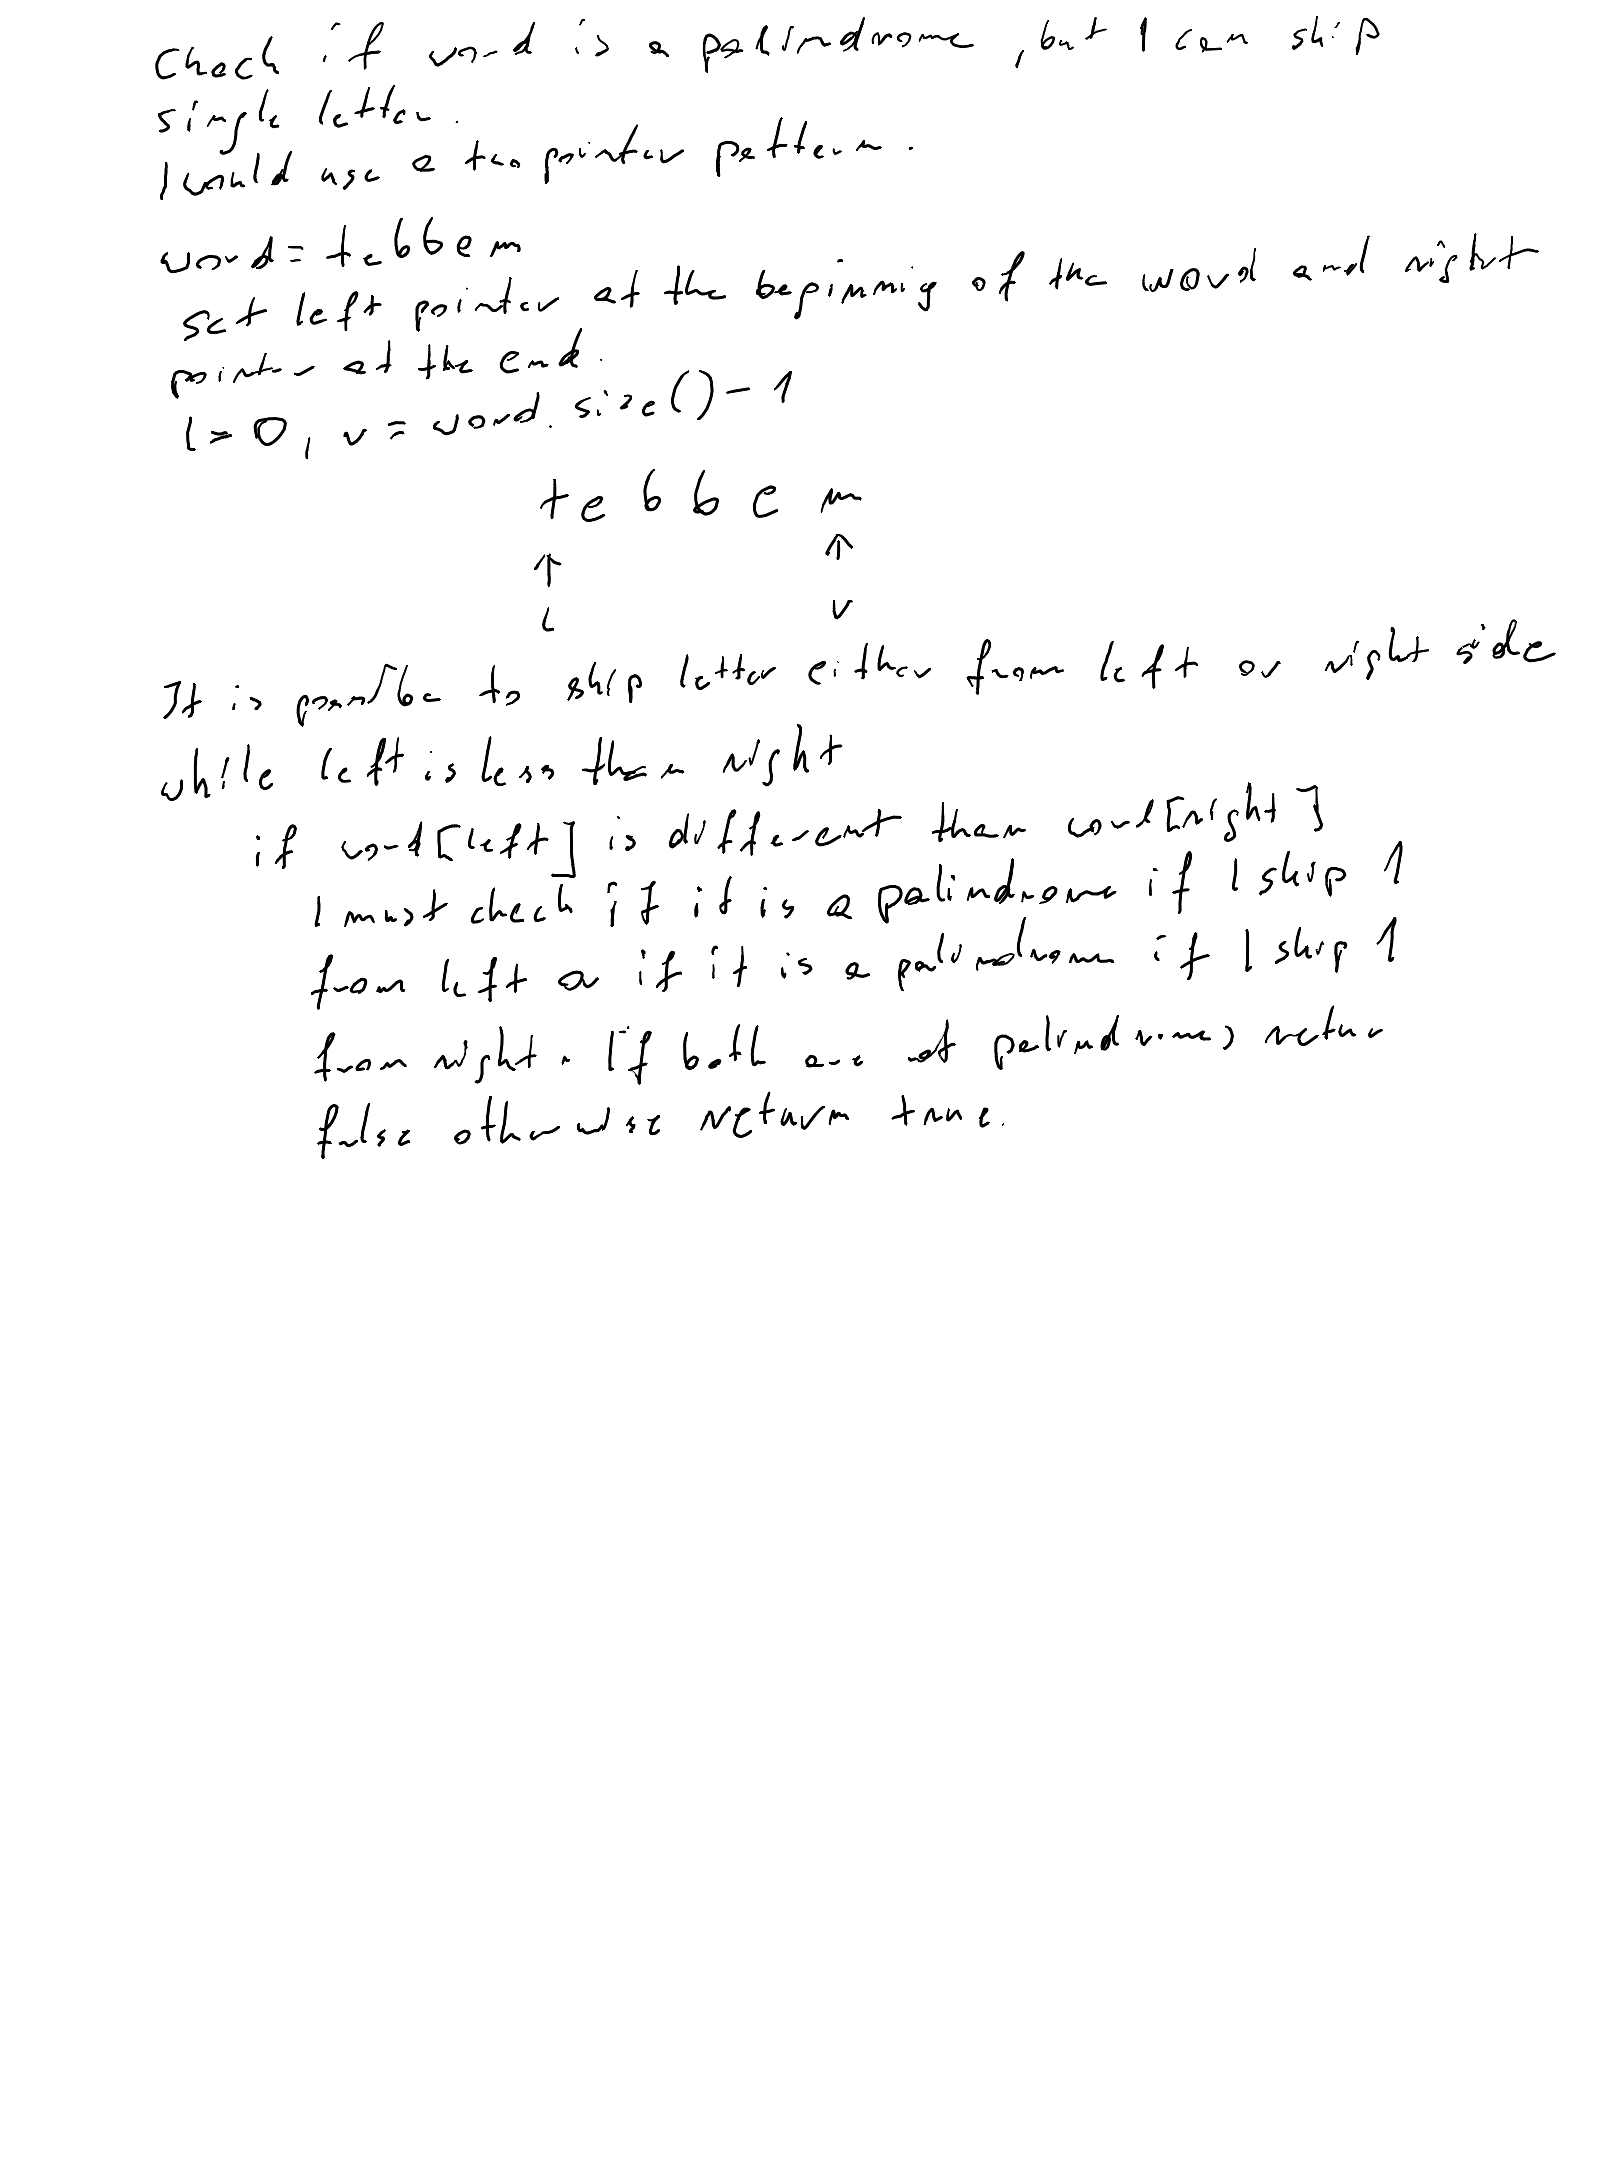 Check if word is a palindrome, but I can skip
single letter.
I would use a two pointer pattern.
word = tebbem
set left pointer at the beginning of the word and right
pointer at the end.
l = 0, r = word.size() - 1
t e b b e m
↑ ↑
L r
It is possible to skip letter either from left or right side
while left is less than right
if word[left] is different than word[right]
I must check if it is a palindrome if I skip 1
from left or if it is a palindrome if I skip 1
from right. If both are not palindromes return
false otherwise return true.